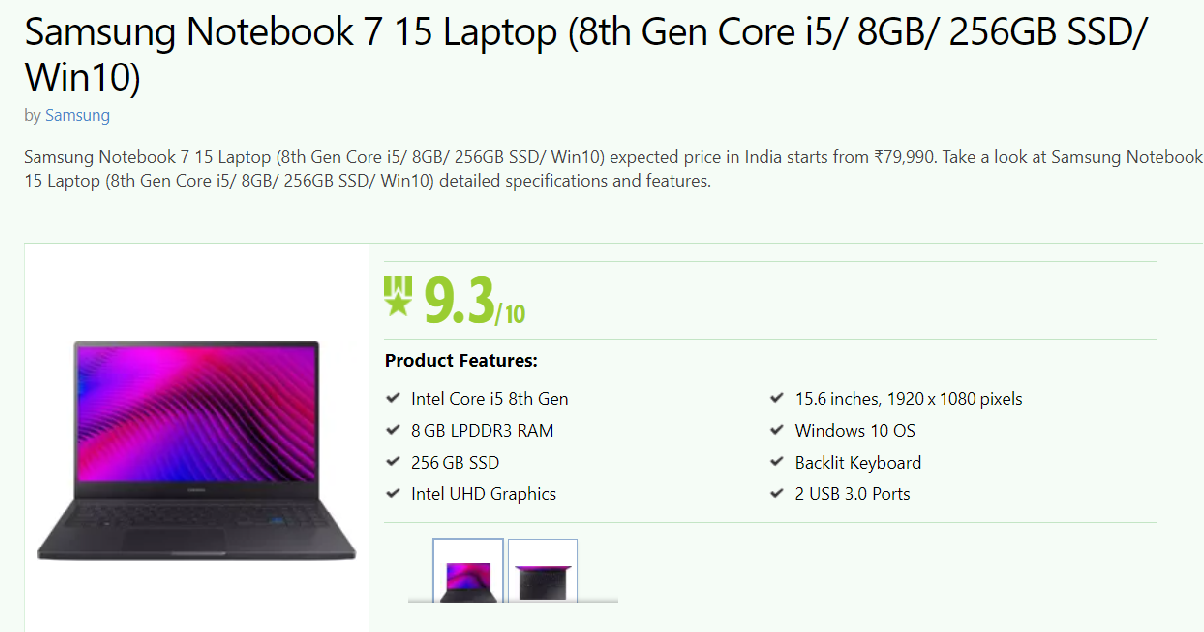 Samsung Notebook 7 15 Laptop (8th Gen Core i5/ 8GB/ 256GB SSD/
Win10)
by Samsung
Samsung Notebook 7 15 Laptop (8th Gen Core i5/ 8GB/ 256GB SSD/ Win10) expected price in India starts from ₹79,990. Take a look at Samsung Notebook
15 Laptop (8th Gen Core i5/ 8GB/ 256GB SSD/ Win10) detailed specifications and features.
W 9.3/10
Product Features:
Intel Core i5 8th Gen
8 GB LPDDR3 RAM
256 GB SSD
Intel UHD Graphics
15.6 inches, 1920 x 1080 pixels
Windows 10 OS
Backlit Keyboard
2 USB 3.0 Ports